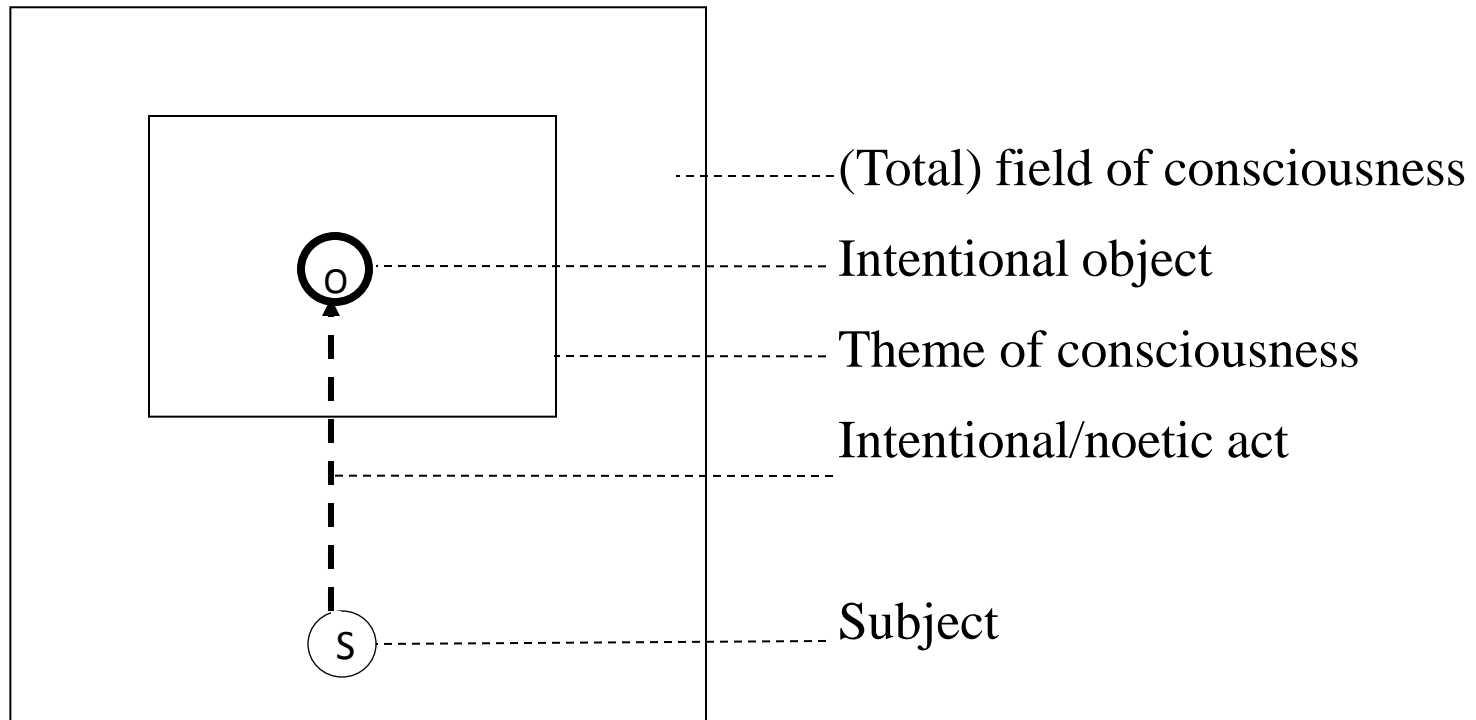 (Total) field of consciousness
Intentional object
O
Theme of consciousness
Intentional/noetic act
Subject
S